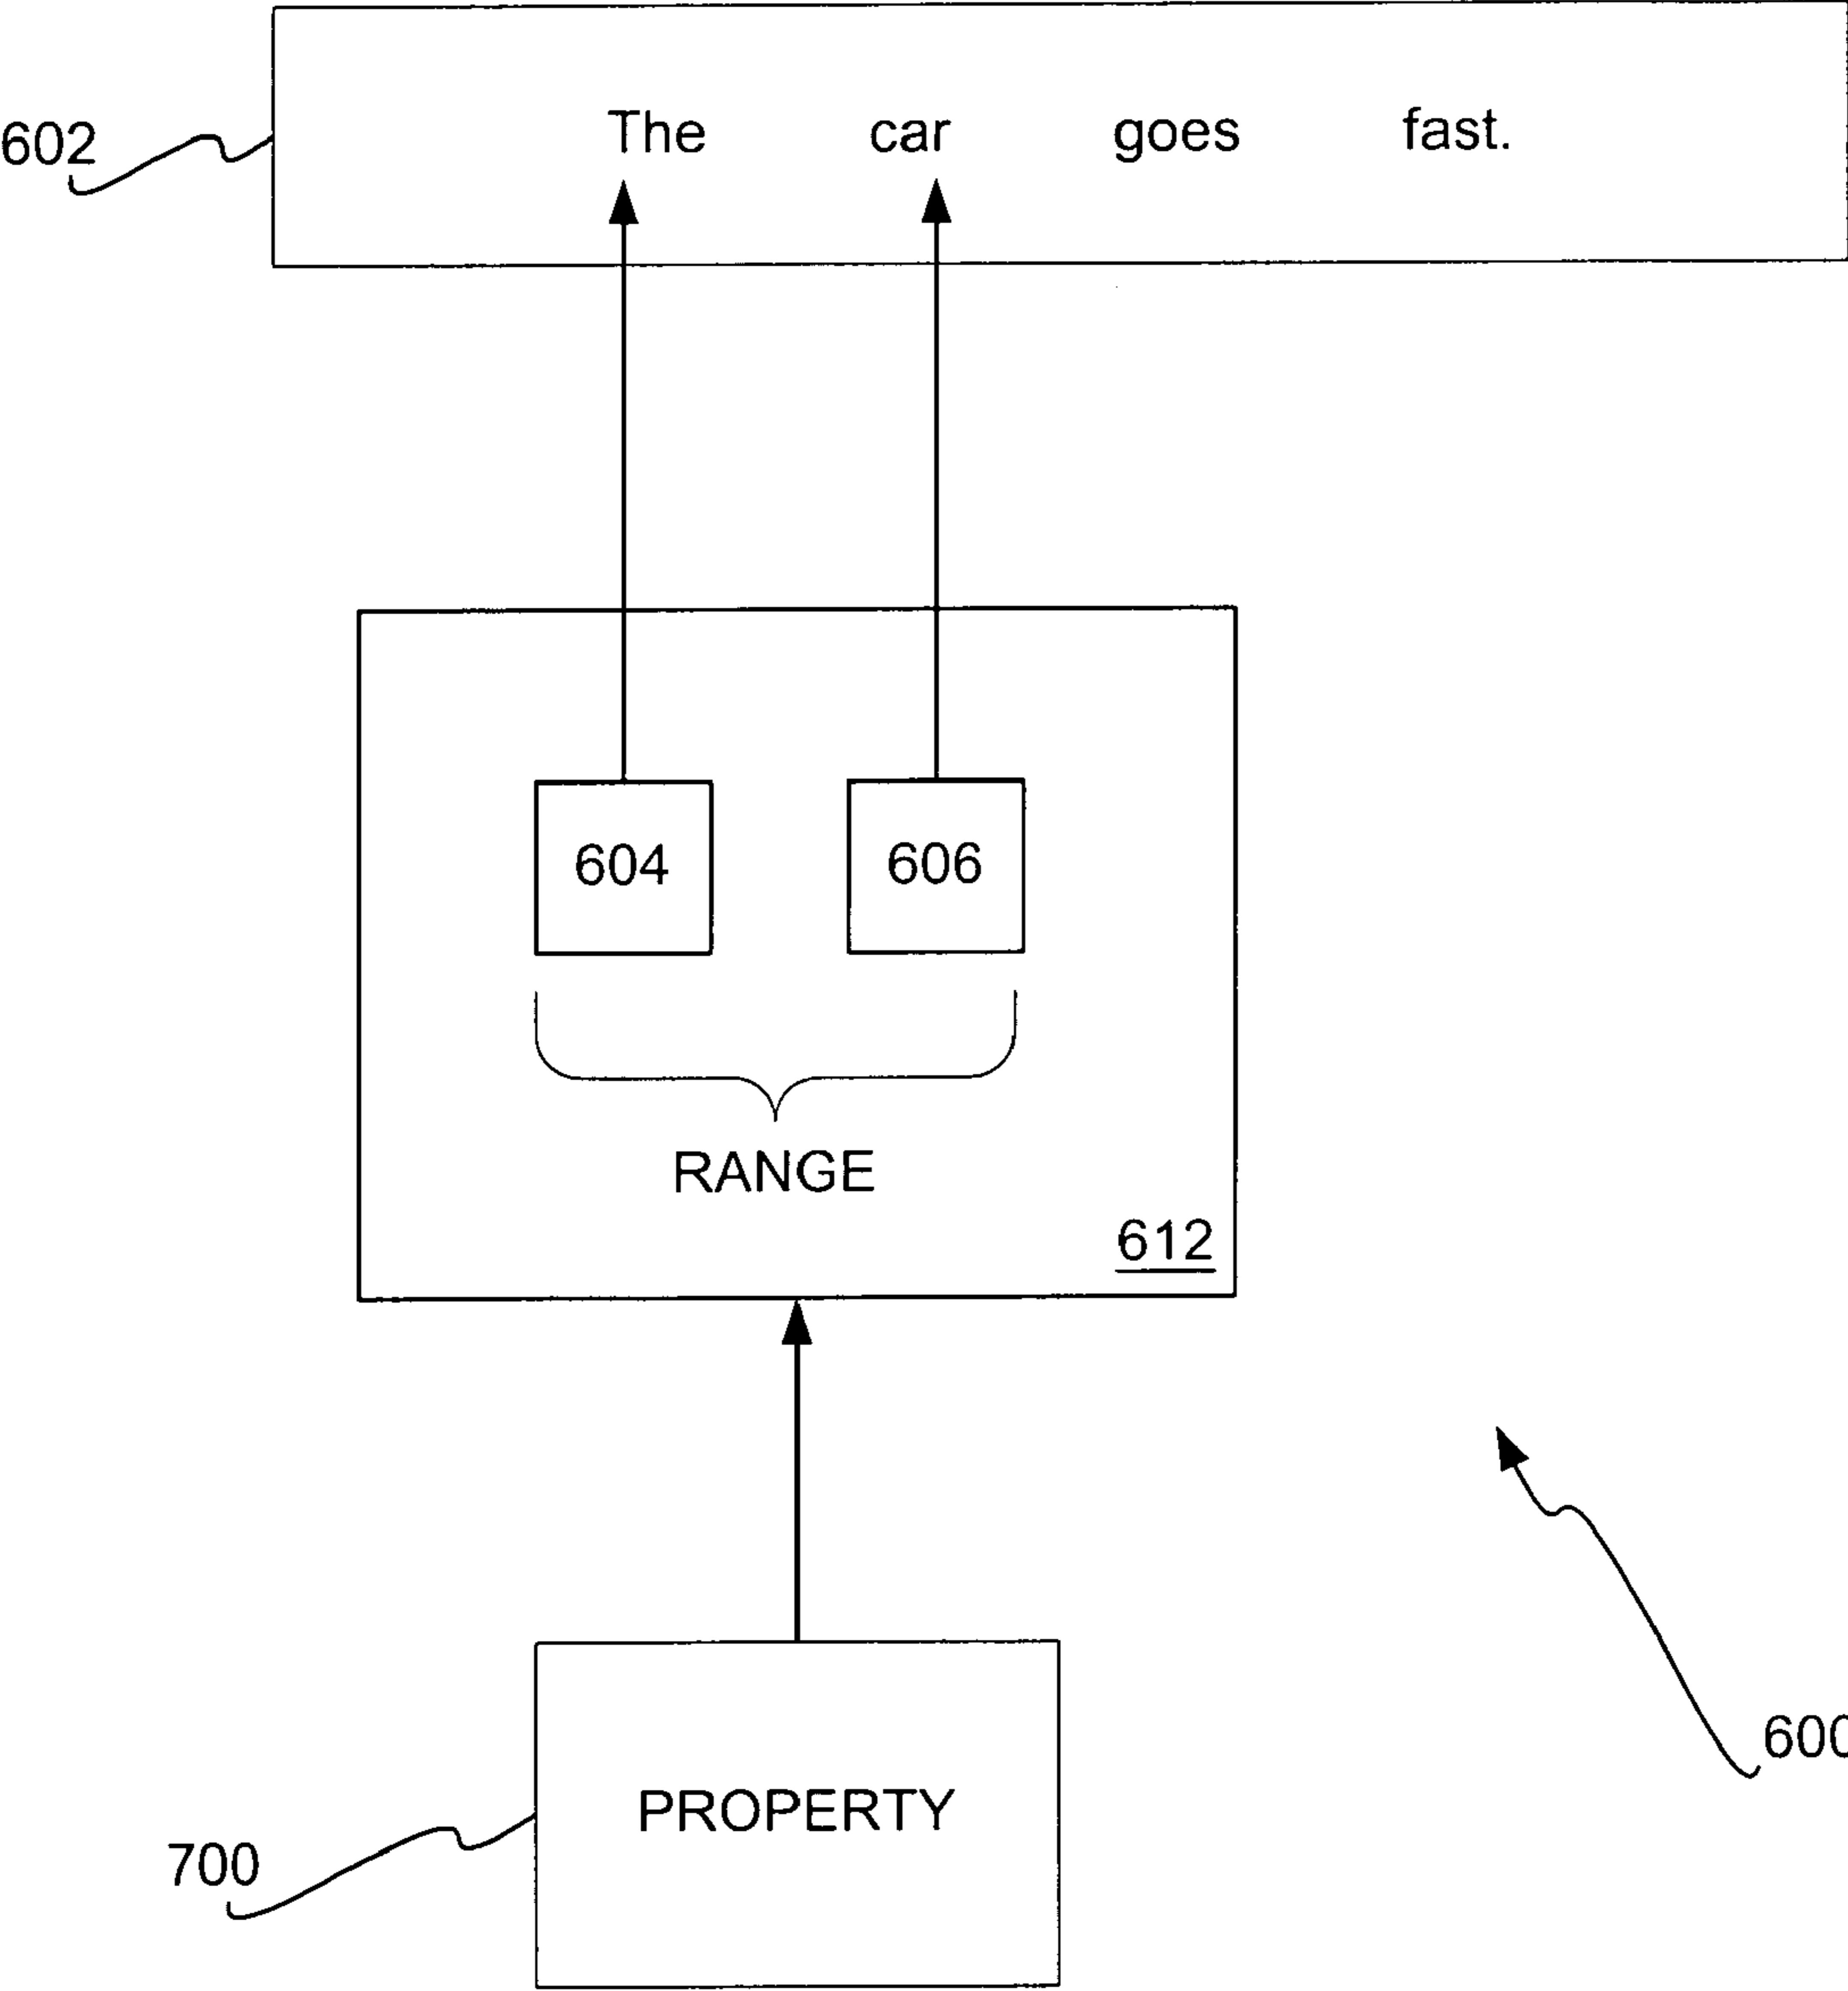 602
The car goes fast.
604 606
RANGE
612
600
PROPERTY
700